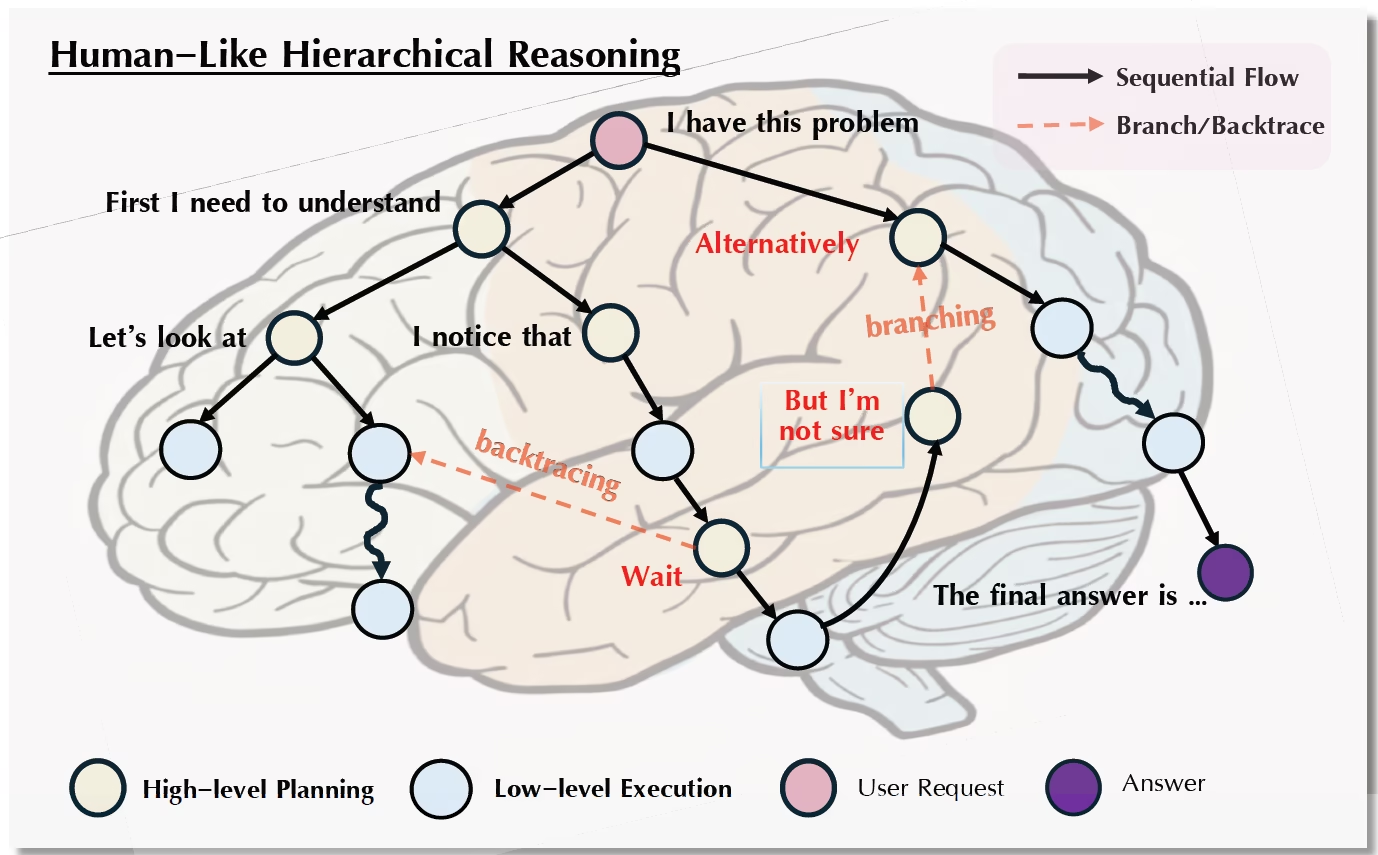 Human-Like Hierarchical Reasoning
Sequential Flow
Branch/Backtrace
I have this problem
First I need to understand
Alternatively
branching
Let's look at
I notice that
But I'm
not sure
backtracing
Wait
The final answer is ...
High-level Planning
Low-level Execution
User Request
Answer